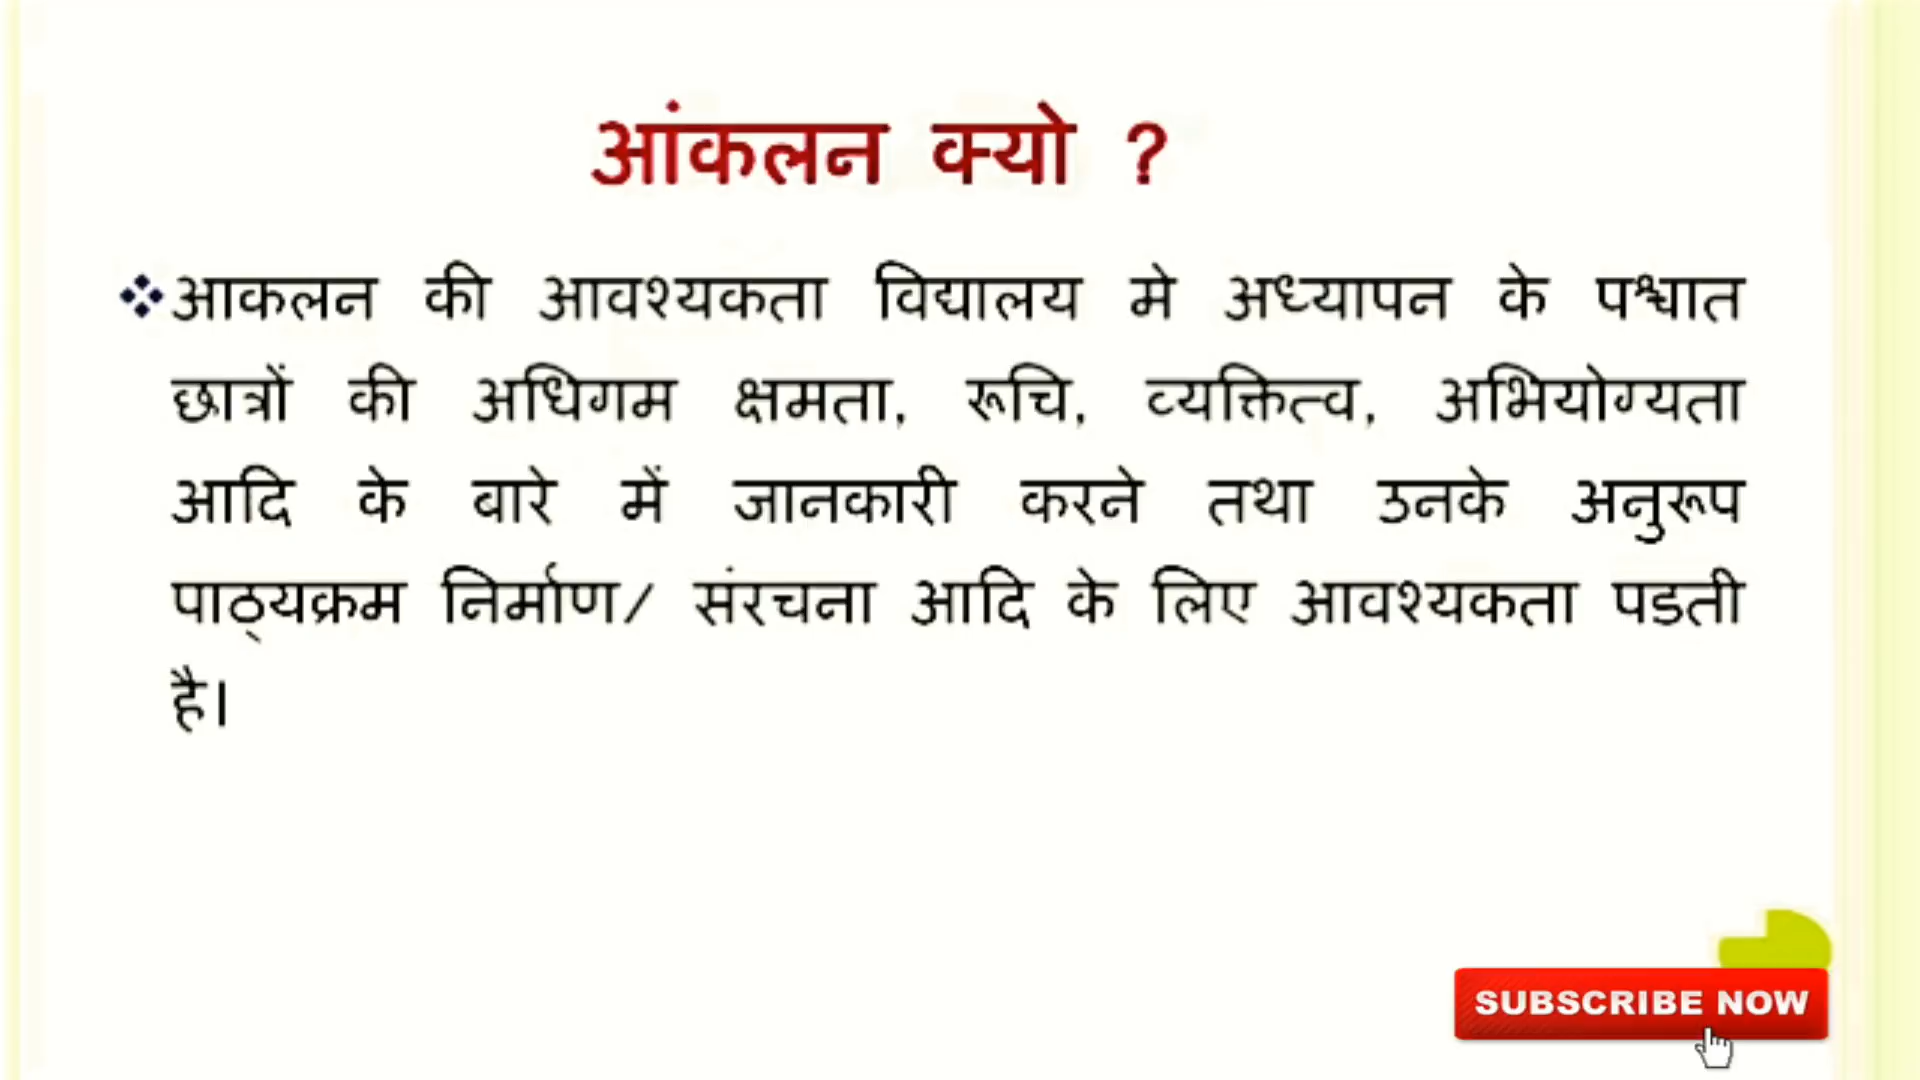 आंकलन क्यो ?
❖आकलन की आवश्यकता विद्यालय मे अध्यापन के पश्चात
छात्रों की अधिगम क्षमता, रूचि, व्यक्तित्व, अभियोग्यता
आदि के बारे में जानकारी करने तथा उनके अनुरूप
पाठ्यक्रम निर्माण/ संरचना आदि के लिए आवश्यकता पडती
है।
SUBSCRIBE NOW